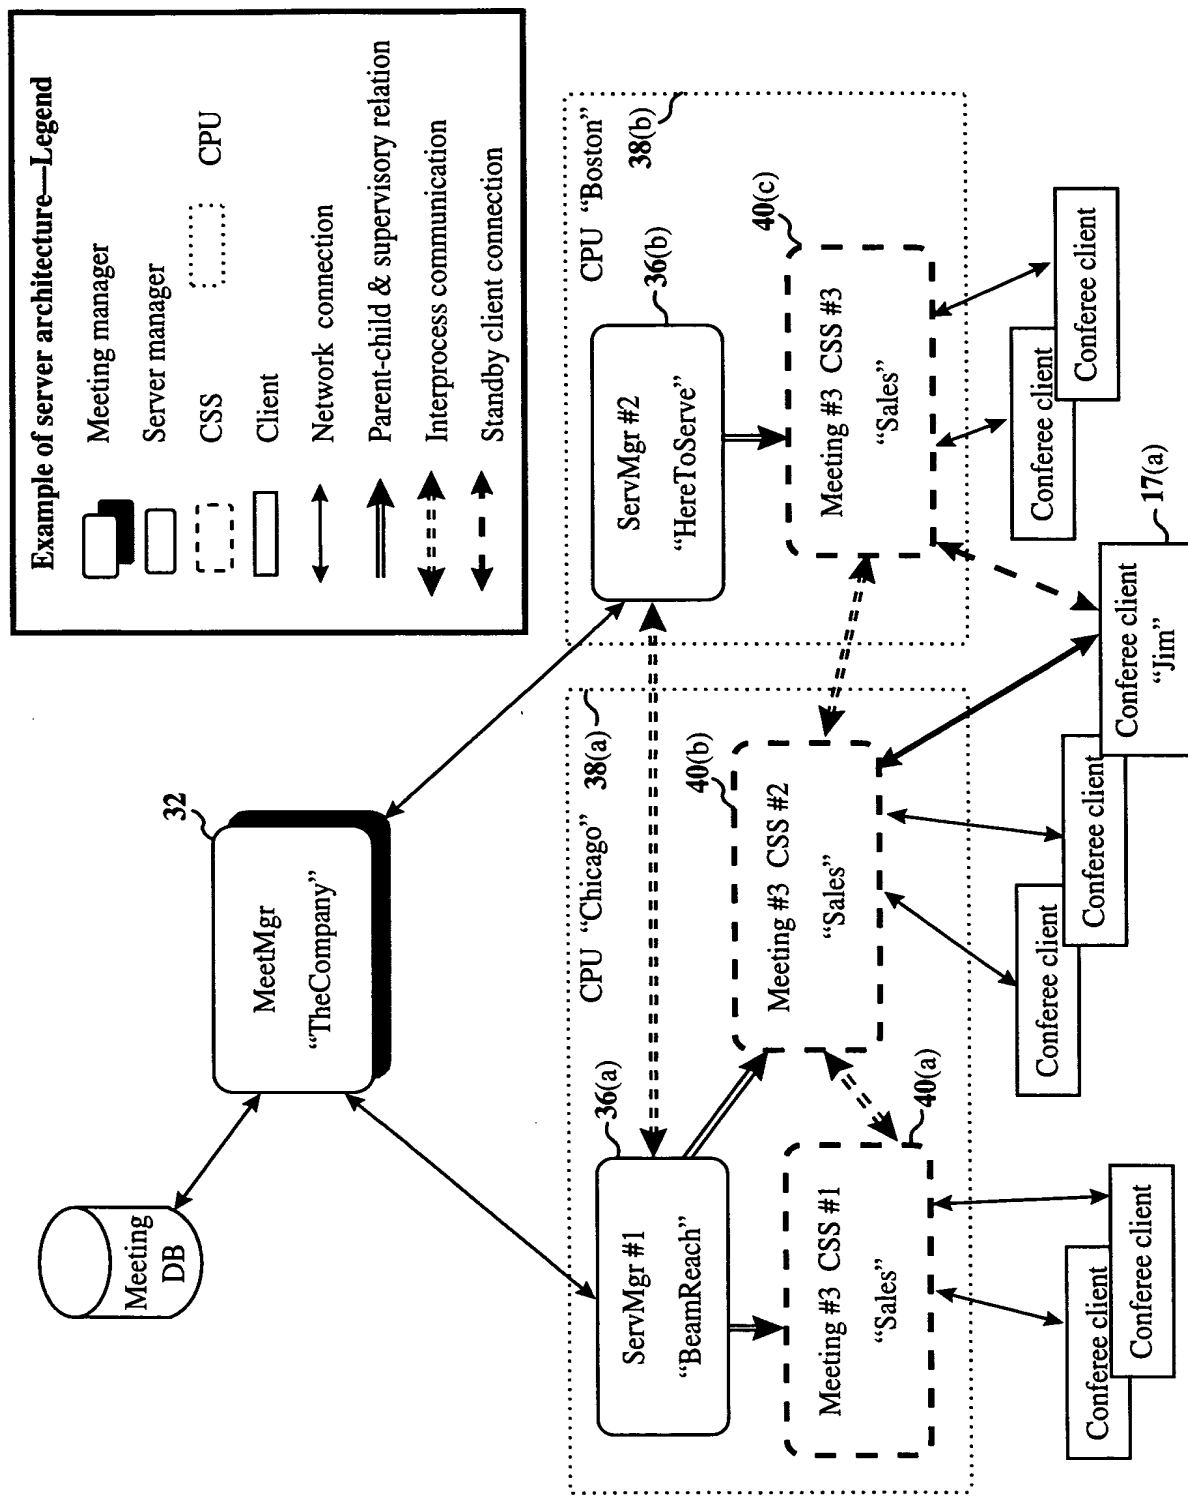 Example of server architecture—Legend
Meeting manager
Server manager
CSS
CPU
Client
Network connection
Parent-child & supervisory relation
Interprocess communication
Standby client connection
Meeting
DB
32
MeetMgr
“TheCompany”
CPU “Chicago”
38(a)
36(a)
ServMgr #1
“BeamReach”
40(b)
Meeting #3 CSS #2
“Sales”
40(a)
Meeting #3 CSS #1
“Sales”
CPU “Boston”
38(b)
36(b)
ServMgr #2
“HereToServe”
40(c)
Meeting #3 CSS #3
“Sales”
Conferee client
Conferee client
Conferee client
Conferee client
Conferee client
“Jim”
17(a)
Conferee client
Conferee client